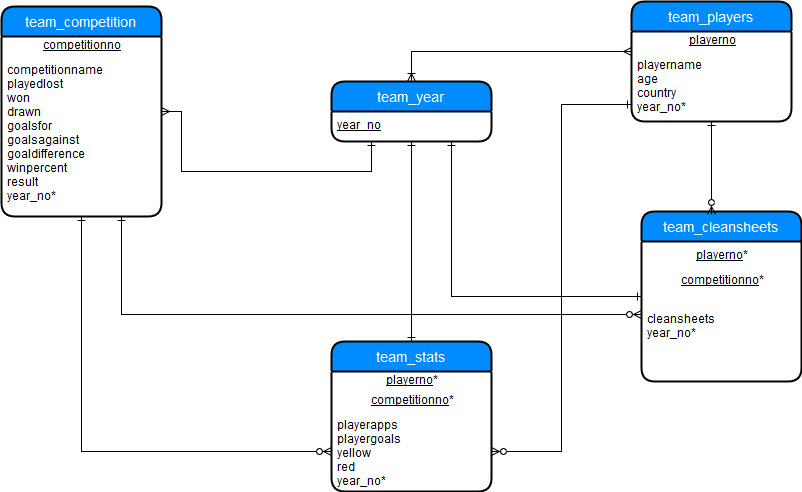 team_competition
competitionno
competitionname
playedlost
won
drawn
goalsfor
goalsagainst
goaldifference
winpercent
result
year_no*
team_year
year_no
team_players
playerno
playername
age
country
year_no*
team_cleansheets
playerno*
competitionno*
cleansheets
year_no*
team_stats
playerno*
competitionno*
playerapps
playergoals
yellow
red
year_no*